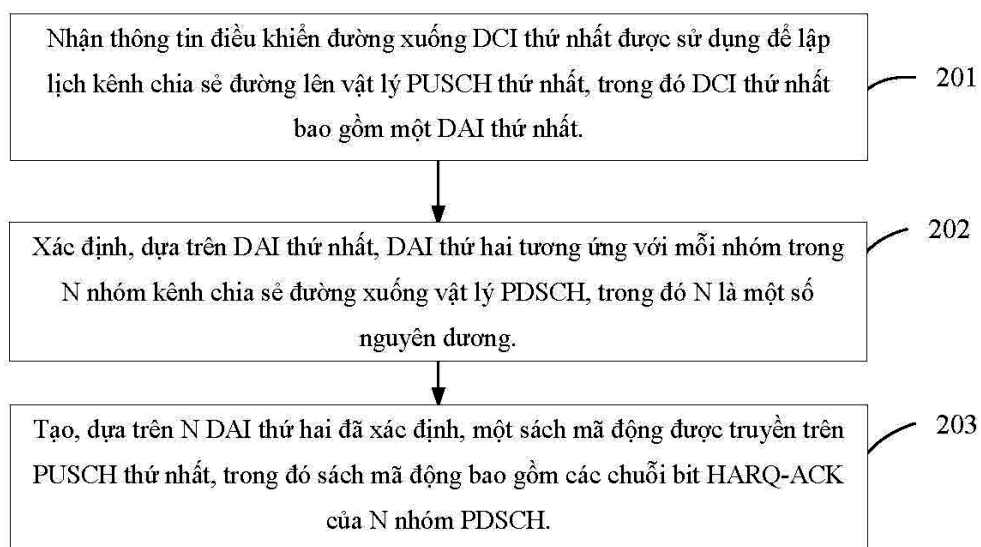 Nhận thông tin điều khiển đường xuống DCI thứ nhất được sử dụng để lập
lịch kênh chia sẻ đường lên vật lý PUSCH thứ nhất, trong đó DCI thứ nhất
bao gồm một DAI thứ nhất.
201
Xác định, dựa trên DAI thứ nhất, DAI thứ hai tương ứng với mỗi nhóm trong
N nhóm kênh chia sẻ đường xuống vật lý PDSCH, trong đó N là một số
nguyên dương.
202
Tạo, dựa trên N DAI thứ hai đã xác định, một sách mã động được truyền trên
PUSCH thứ nhất, trong đó sách mã động bao gồm các chuỗi bit HARQ-ACK
của N nhóm PDSCH.
203